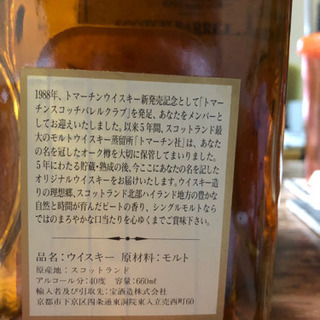 1988年、トマーチンウイスキー新発売記念として「トマー
チンスコッチバレルクラブ」を発足、あなたをメンバーと
してお迎えいたしました。以来5年間、スコットランド最
大のモルトウイスキー蒸留所「トマーチン社」は、あなた
の名を冠したオーク樽を大切に保管してまいりました。
5年にわたる貯蔵・熟成の後、今ここにあなたの名を記した
オリジナルウイスキーをお届けいたします。ウイスキー造
りの理想郷、スコットランド北部ハイランド地方の豊かな
自然と時間が育んだピートの香り、シングルモルトなら
ではのまろやかな口当たりを心ゆくまでご賞味下さい。
品名:ウイスキー 原材料:モルト
原産地:スコットランド
アルコール分:40度 容量:660ml
輸入者及び引取先:宝酒造株式会社
京都市下京区四条通東洞院東入立売西町60